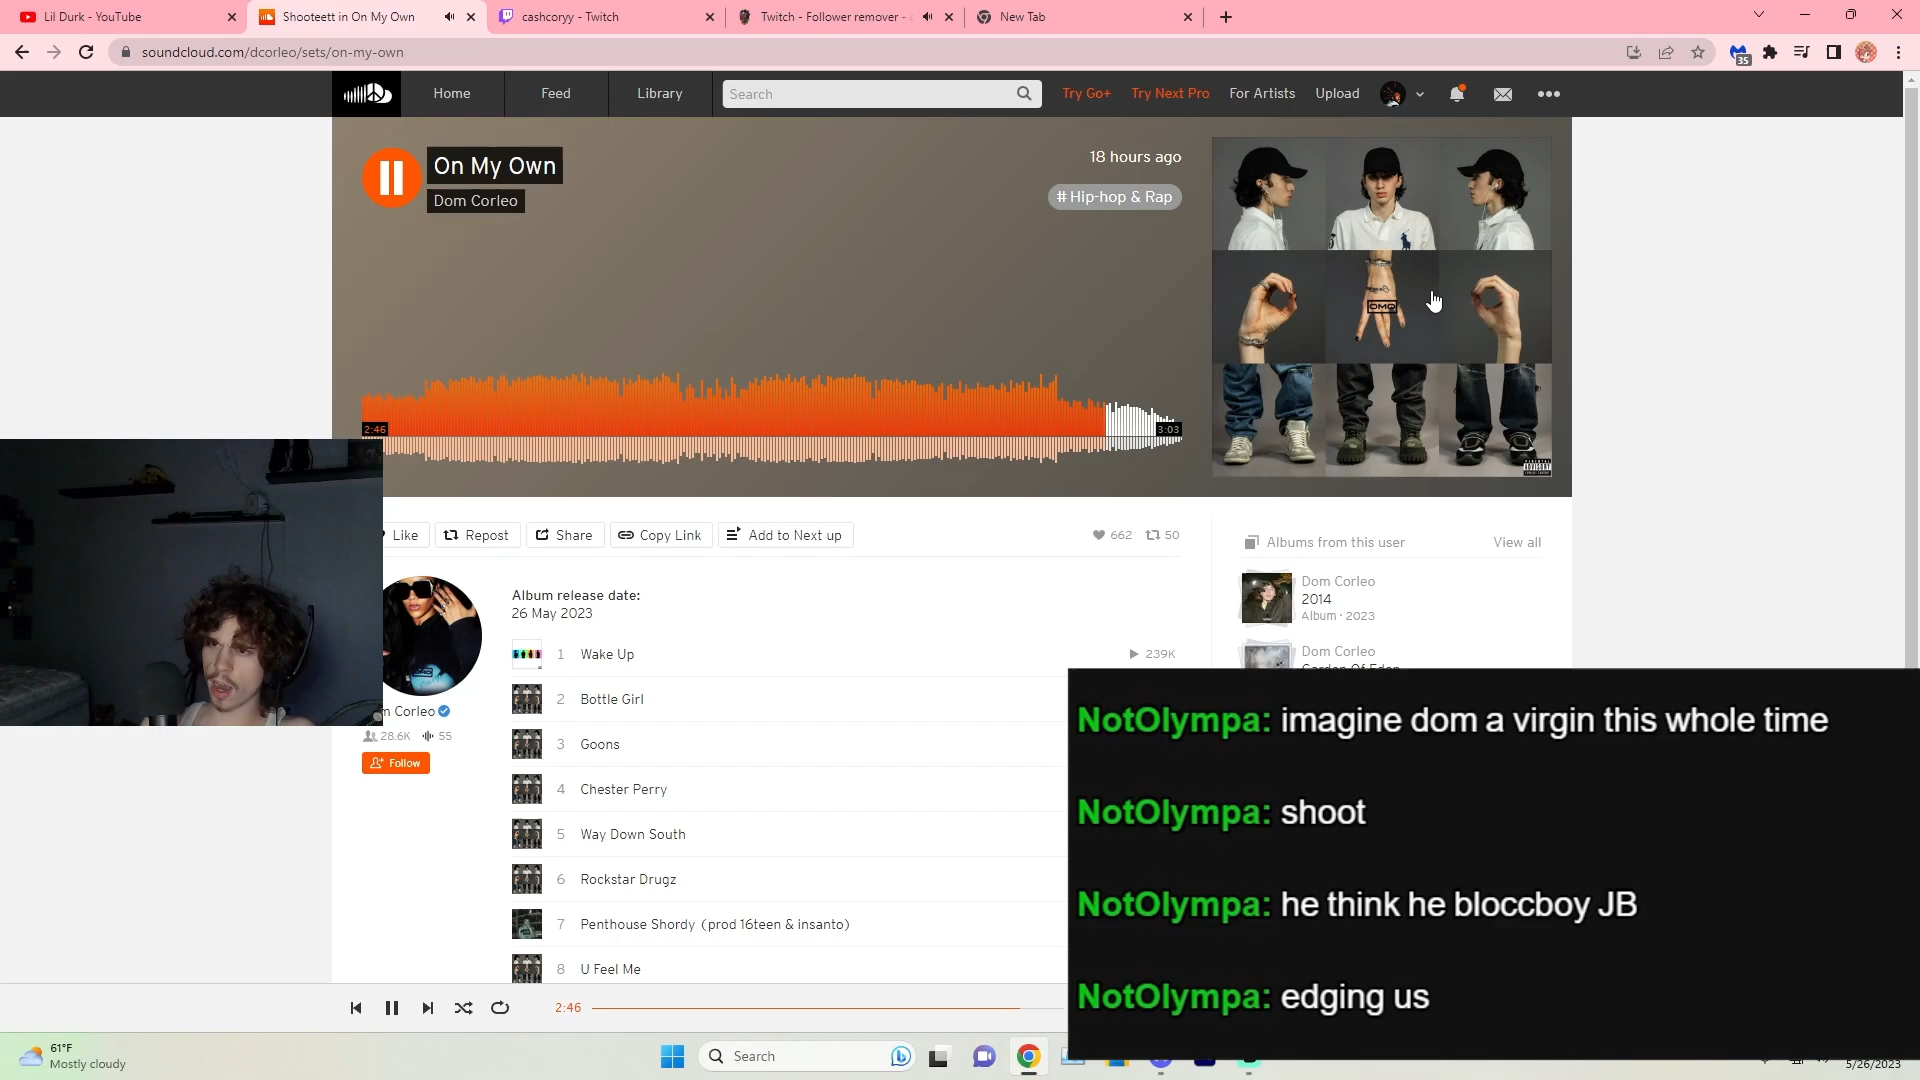 Lil Durk - YouTube
Shooteett in On My Own
cashcoryy - Twitch
Twitch - Follower remover -
New Tab
soundcloud.com/dcorleo/sets/on-my-own
35
Home
Feed
Library
Search
Try Go+
Try Next Pro
For Artists
Upload
On My Own
Dom Corleo
18 hours ago
# Hip-hop & Rap
OMO
2:46
3:03
ADVISORY
Like
Repost
Share
Copy Link
Add to Next up
662
50
Albums from this user
View all
Album release date:
26 May 2023
Dom Corleo
2014
Album · 2023
Dom Corleo
1 Wake Up
239K
2 Bottle Girl
3 Goons
4 Chester Perry
5 Way Down South
6 Rockstar Drugz
7 Penthouse Shordy (prod 16teen & insanto)
8 U Feel Me
m Corleo
28.6K
55
Follow
NotOlympa: imagine dom a virgin this whole time
NotOlympa: shoot
NotOlympa: he think he bloccboy JB
NotOlympa: edging us
2:46
61°F
Mostly cloudy
Search
5/26/2023